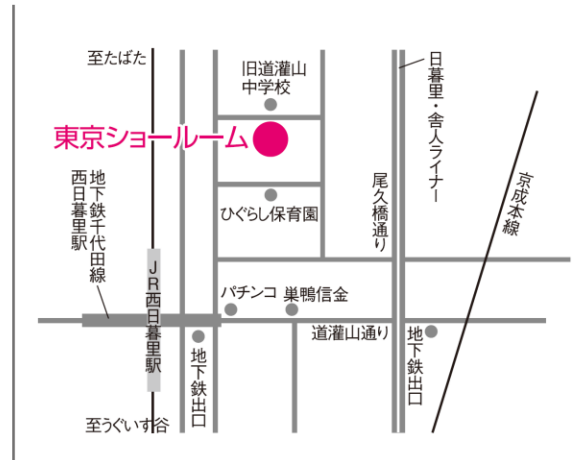 至たばた
旧道灌山
中学校
東京ショールーム
日暮里・舎人ライナー
尾久橋通り
京成本線
地下鉄千代田線
西日暮里駅
ひぐらし保育園
JR西日暮里駅
パチンコ
巣鴨信金
道灌山通り
地下鉄出口
地下鉄出口
至うぐいす谷